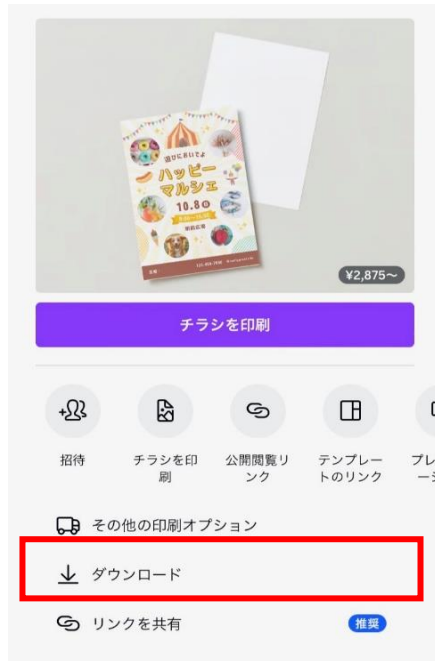 遊びにおいでよ
ハッピー
マルシェ
10.8
¥2,875~
チラシを印刷
招待
チラシを印
刷
公開閲覧リ
ンク
テンプレー
トのリンク
プレ
ーシ
その他の印刷オプション
ダウンロード
リンクを共有
推奨